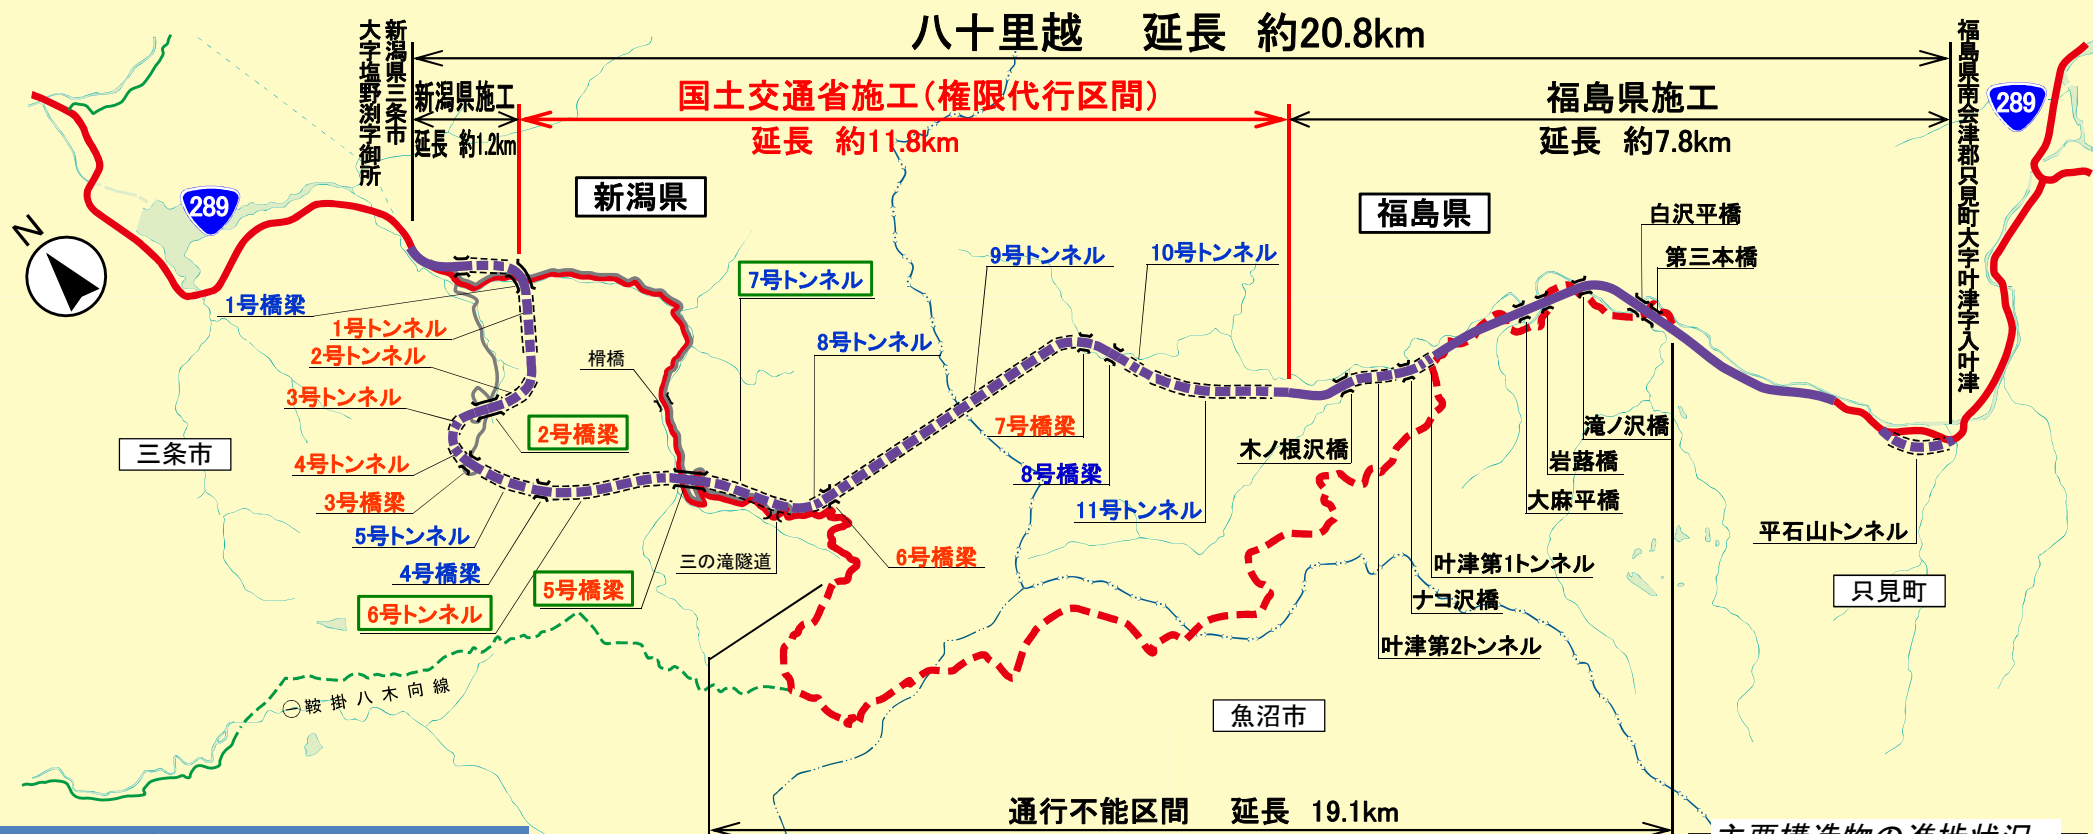 八十里越　延長　約20.8km
新潟県三条市
大字塩野渕字御所
新潟県施工
延長　約1.2km
国土交通省施工（権限代行区間）
延長　約11.8km
福島県施工
延長　約7.8km
福島県南会津郡只見町大字叶津字入叶津
289
289
N
新潟県
福島県
白沢平橋
第三本橋
7号トンネル
9号トンネル
10号トンネル
1号橋梁
1号トンネル
2号トンネル
3号トンネル
楢橋
8号トンネル
2号橋梁
7号橋梁
8号橋梁
木ノ根沢橋
滝ノ沢橋
岩蕗橋
大麻平橋
三条市
4号トンネル
3号橋梁
5号トンネル
4号橋梁
6号トンネル
5号橋梁
三の滝隧道
6号橋梁
11号トンネル
平石山トンネル
叶津第1トンネル
ナコ沢橋
叶津第2トンネル
只見町
㊀鞍掛八木向線
魚沼市
通行不能区間　延長　19.1km
主要構造物の進捗状況